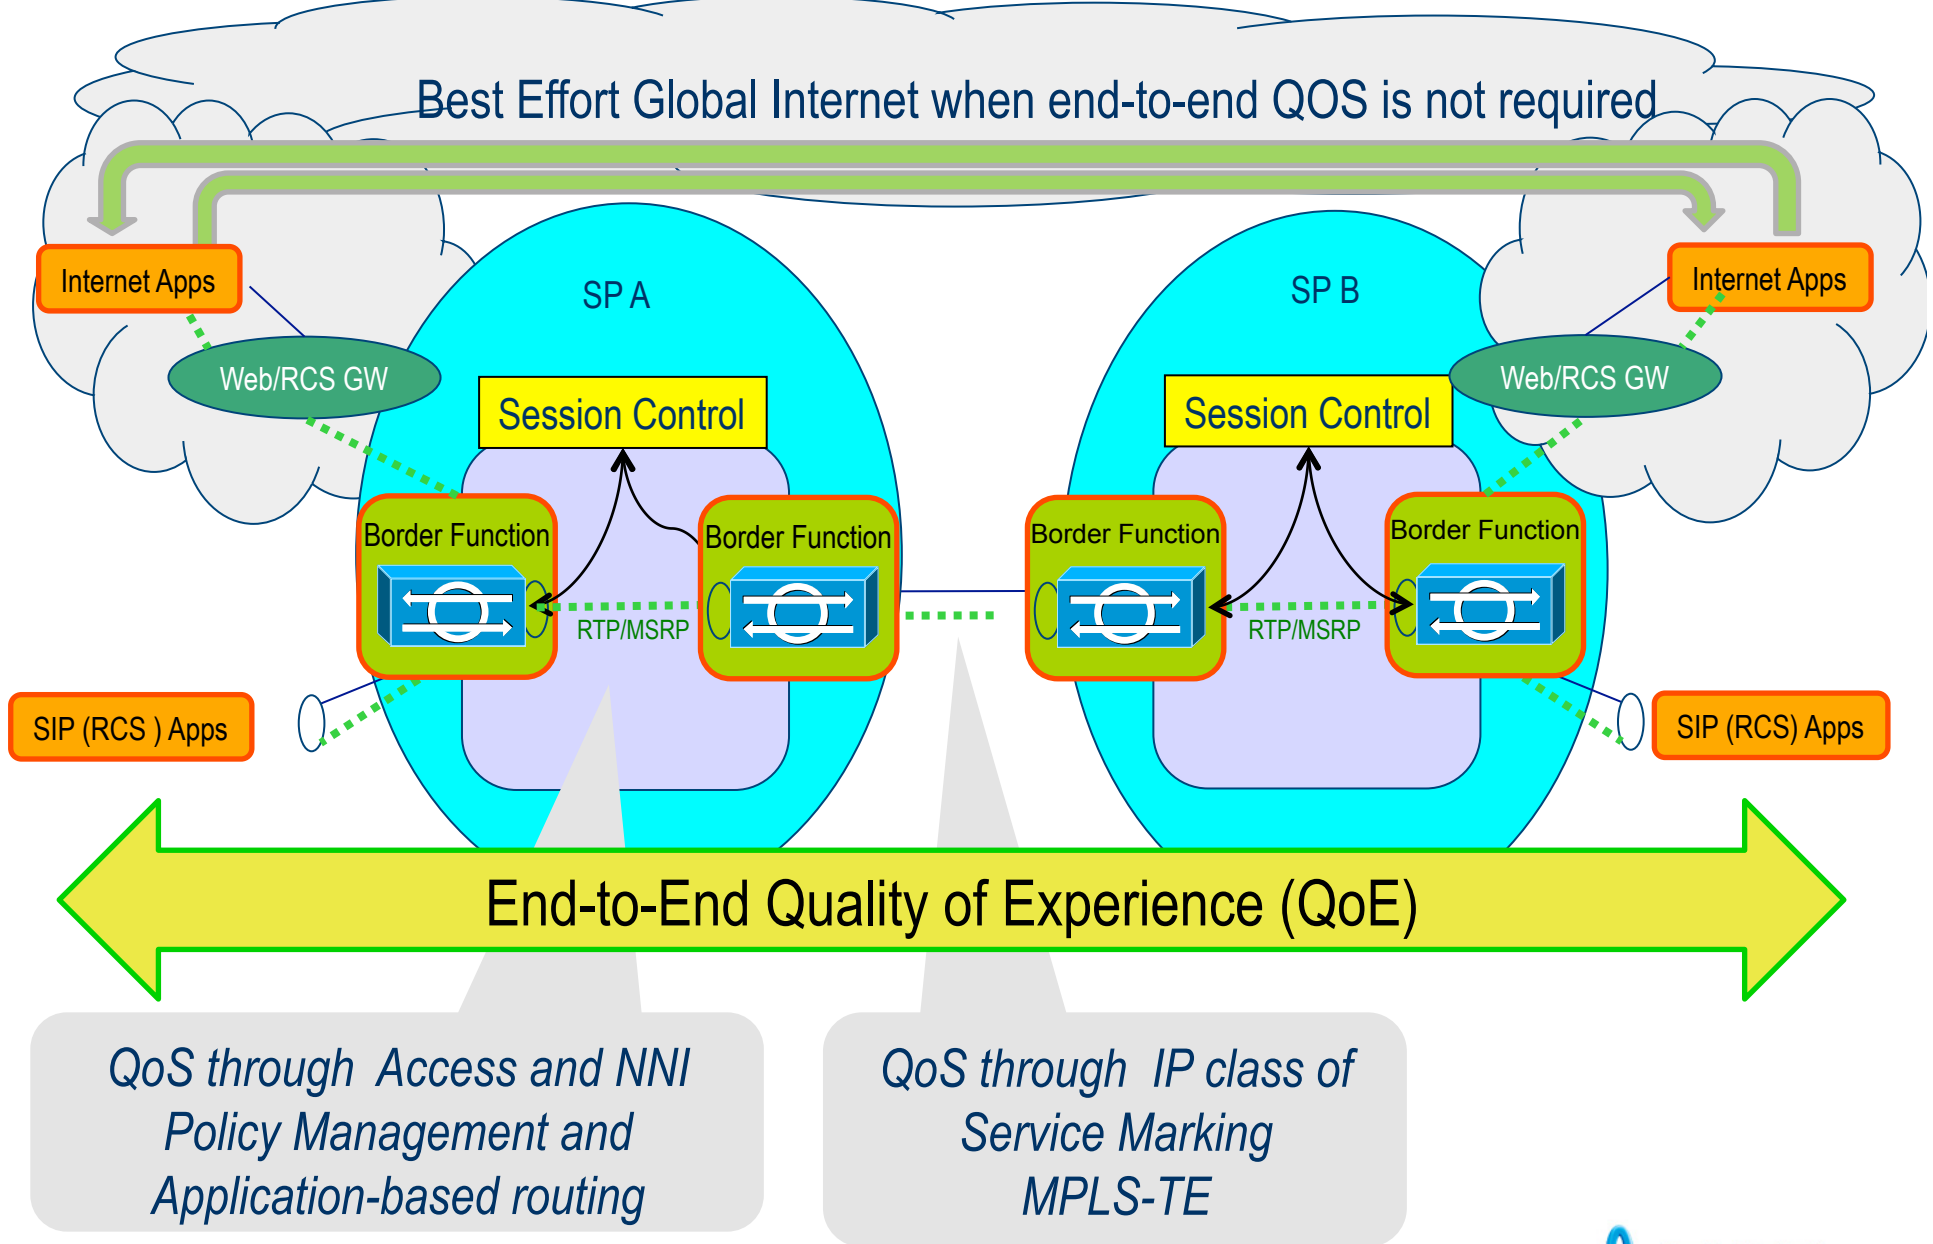 Best Effort Global Internet when end-to-end QOS is not required
Internet Apps
Internet Apps
SP A
SP B
Web/RCS GW
Web/RCS GW
Session Control
Session Control
Border Function
Border Function
Border Function
Border Function
RTP/MSRP
RTP/MSRP
SIP (RCS ) Apps
SIP (RCS) Apps
End-to-End Quality of Experience (QoE)
QoS through Access and NNI
Policy Management and
Application-based routing
QoS through IP class of
Service Marking
MPLS-TE